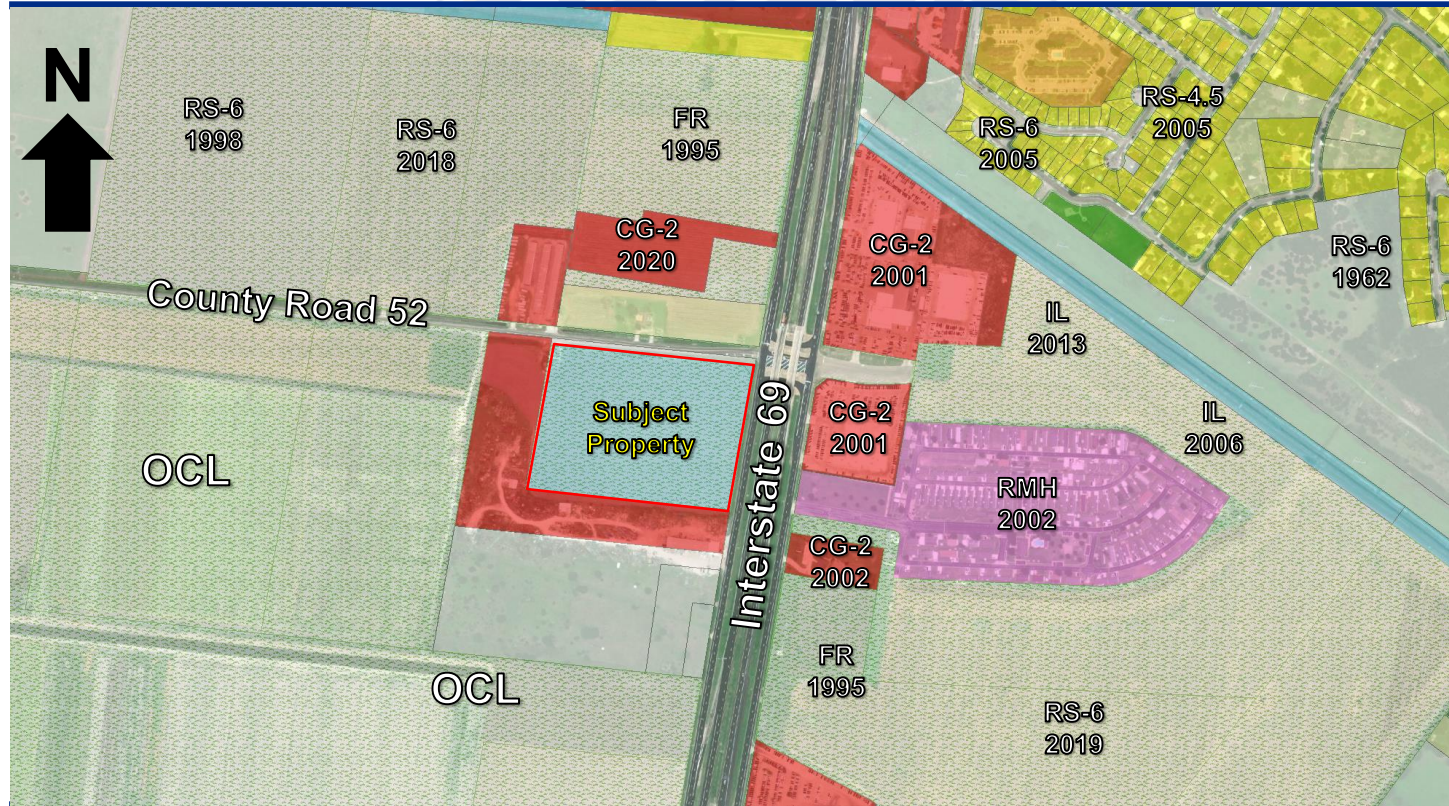 N
RS-6
1998
RS-6
2018
FR
1995
RS-4.5
2005
RS-6
2005
CG-2
2020
CG-2
2001
RS-6
1962
County Road 52
IL
2013
Subject
Property
Interstate 69
CG-2
2001
IL
2006
OCL
RMH
2002
CG-2
2002
FR
1995
OCL
RS-6
2019